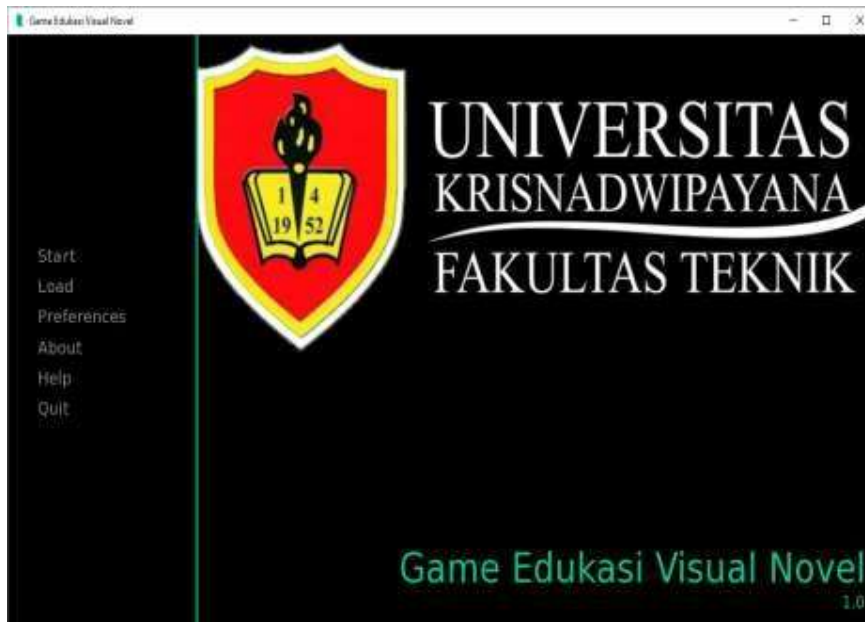 Game Edukasi Visual Novel
UNIVERSITAS
KRISNADWIPAYANA
FAKULTAS TEKNIK
1 4
19 52
Start
Load
Preferences
About
Help
Quit
Game Edukasi Visual Novel
1.0